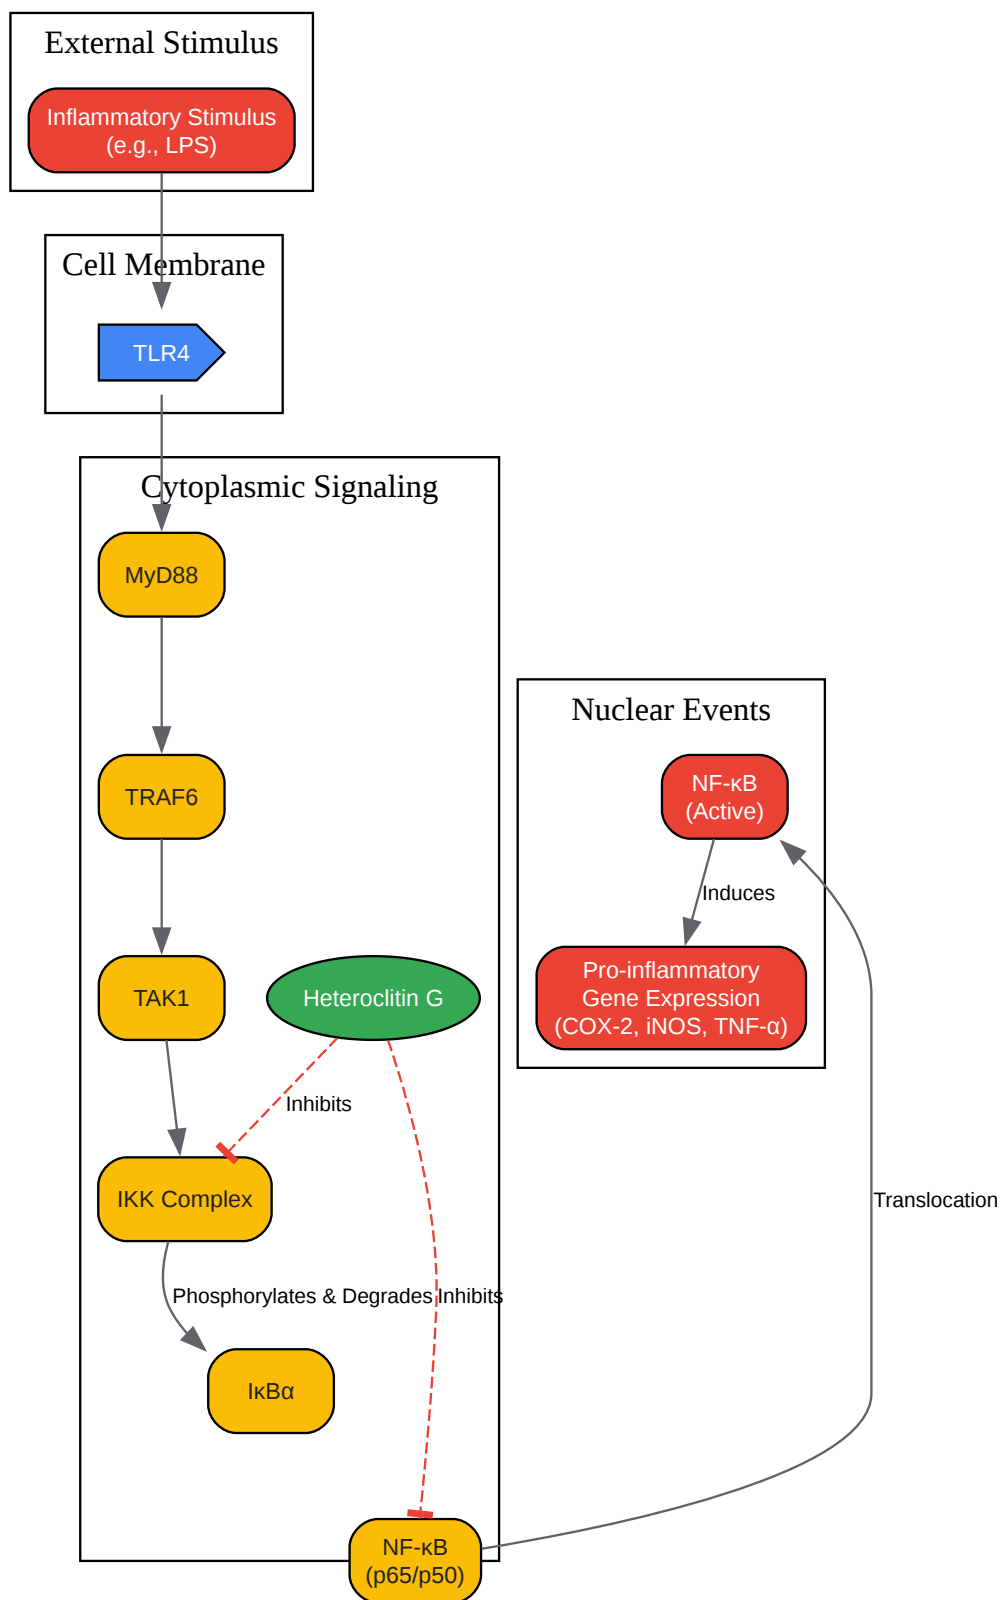 External Stimulus
Inflammatory Stimulus
(e.g., LPS)
Cell Membrane
TLR4
Cytoplasmic Signaling
MyD88
TRAF6
TAK1
Heteroclitin G
Inhibits
IKK Complex
Phosphorylates & Degrades
Inhibits
IκBα
NF-κB
(p65/p50)
Nuclear Events
NF-κB
(Active)
Induces
Pro-inflammatory
Gene Expression
(COX-2, iNOS, TNF-α)
Translocation